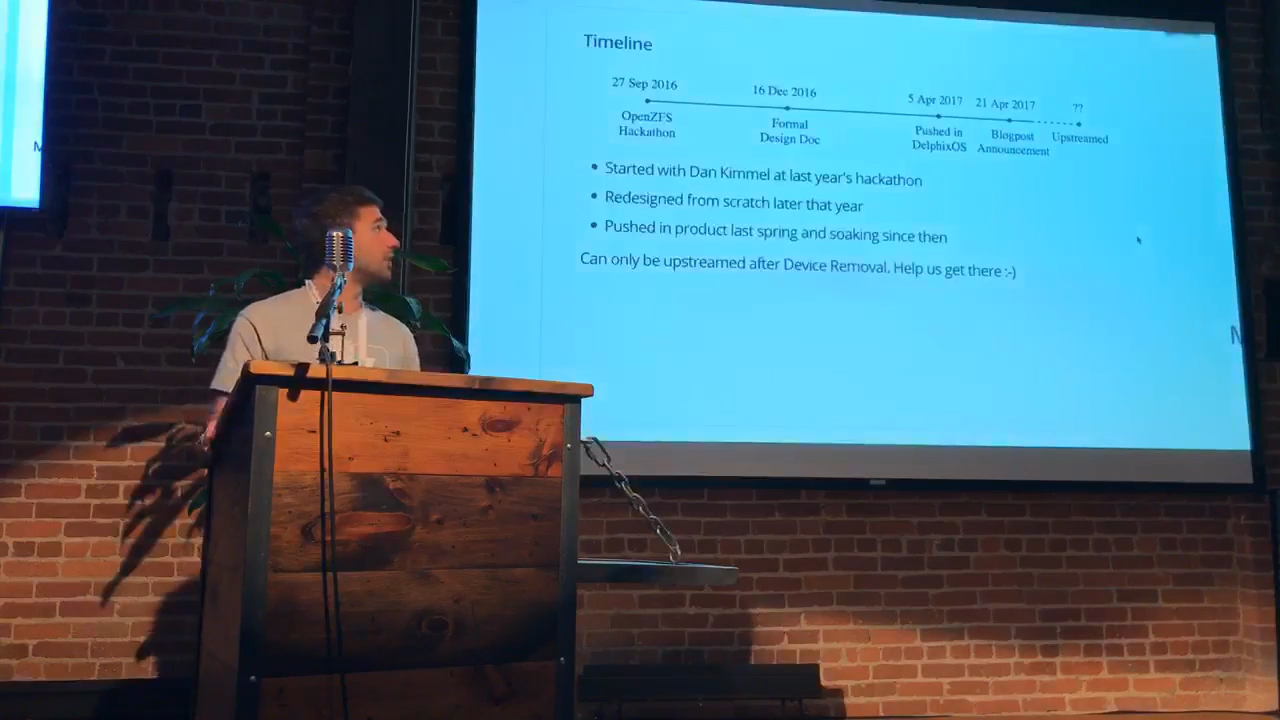 Timeline
27 Sep 2016
16 Dec 2016
5 Apr 2017
21 Apr 2017
??
OpenZFS
Hackathon
Formal
Design Doc
Pushed in
DelphixOS
Blogpost
Announcement
Upstreamed
• Started with Dan Kimmel at last year's hackathon
• Redesigned from scratch later that year
• Pushed in product last spring and soaking since then
Can only be upstreamed after Device Removal. Help us get there :-)